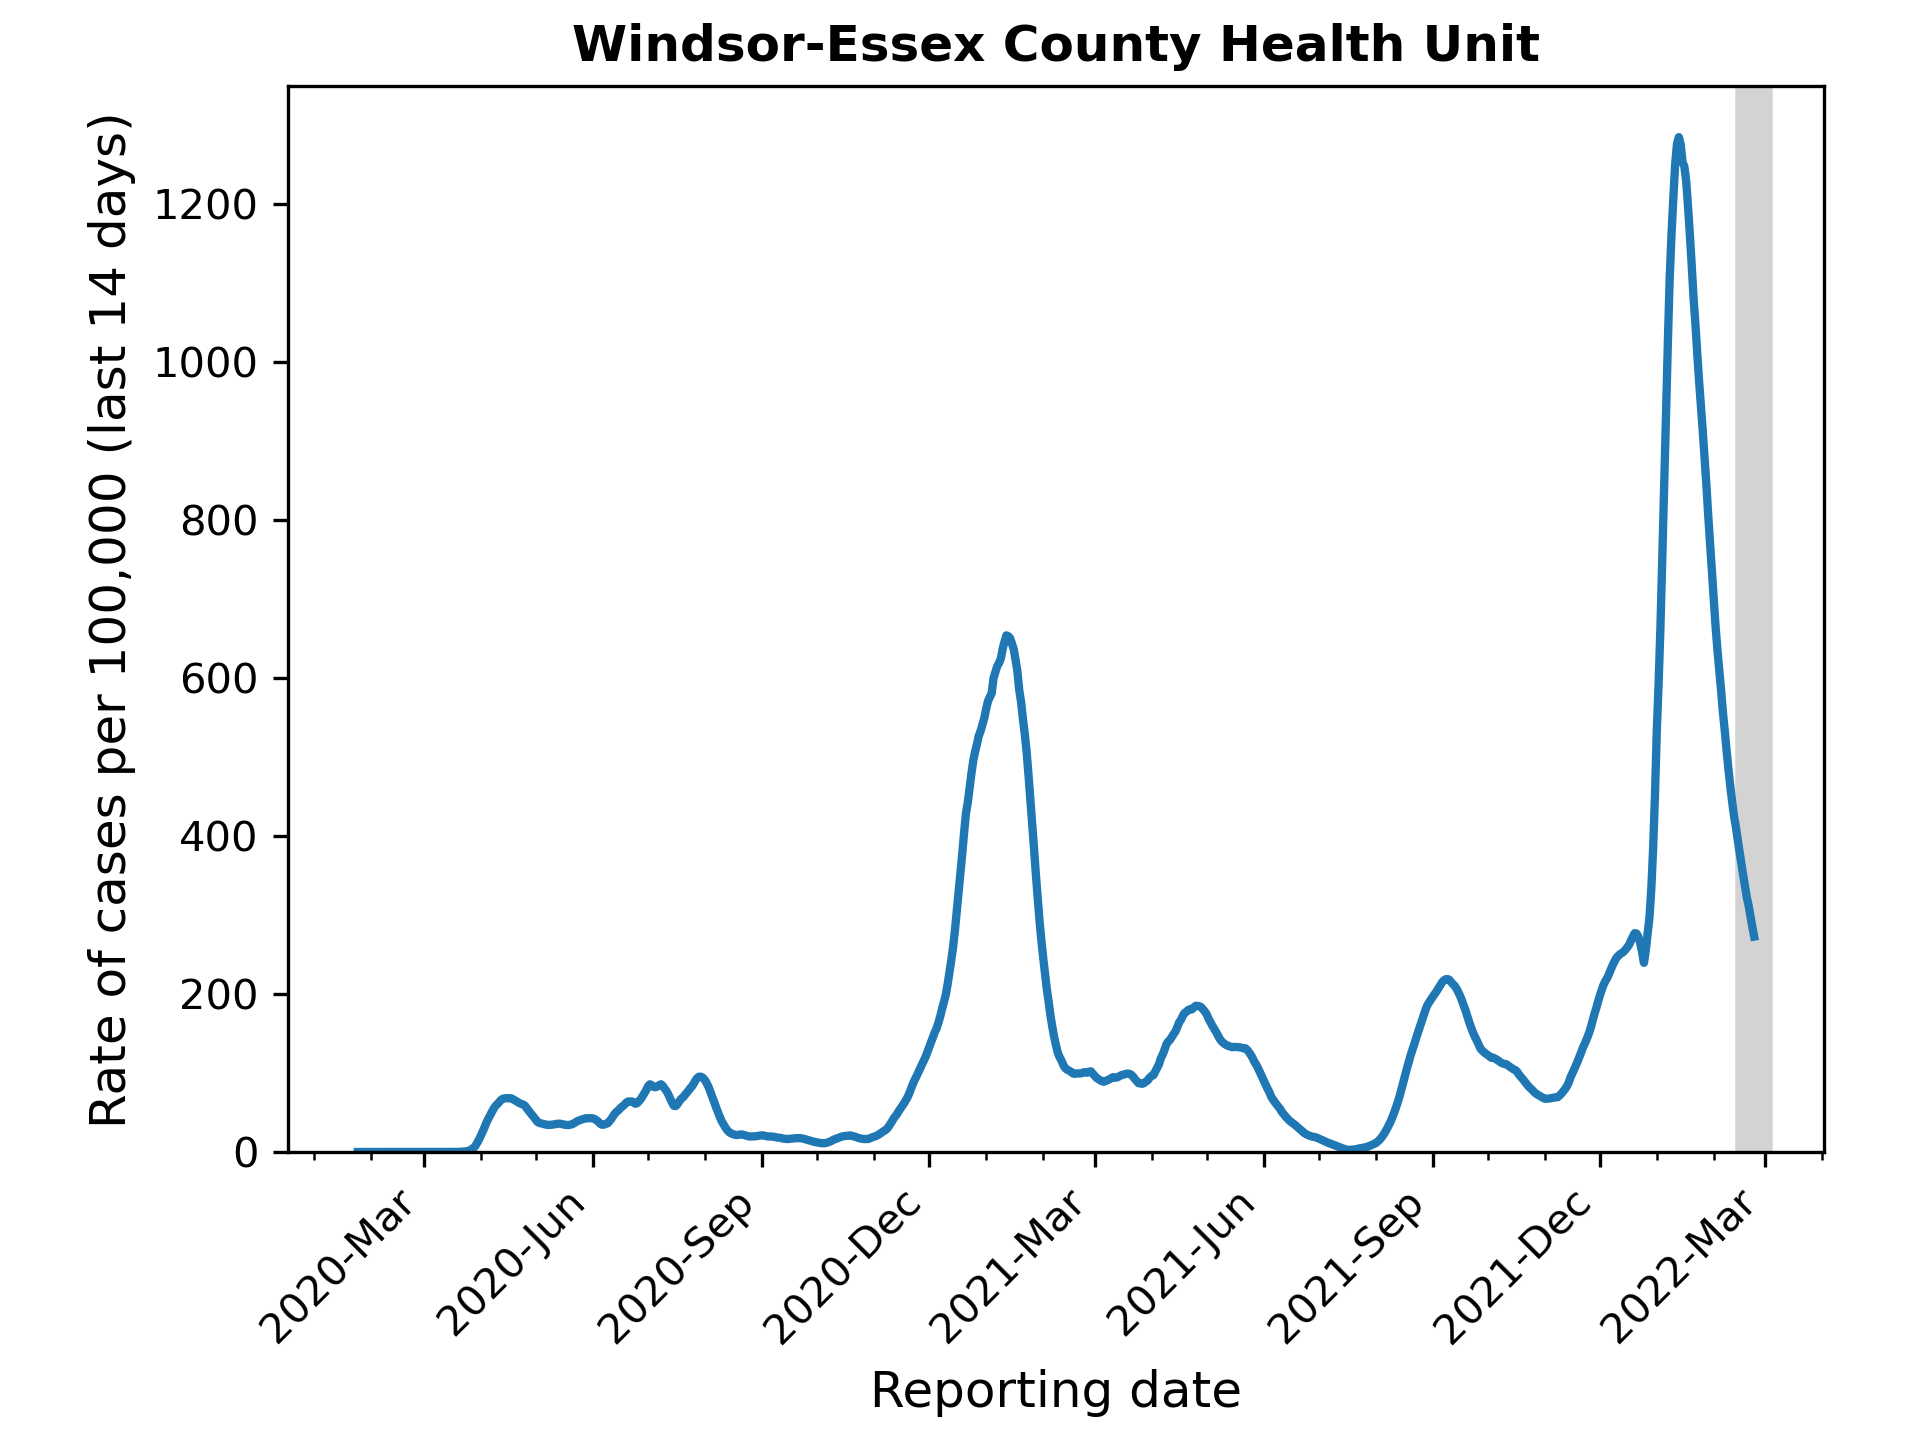 Windsor-Essex County Health Unit
Rate of cases per 100,000 (last 14 days)
1200
1000
800
600
400
200
0
2020-Mar
2020-Jun
2020-Sep
2020-Dec
2021-Mar
2021-Jun
2021-Sep
2021-Dec
2022-Mar
Reporting date